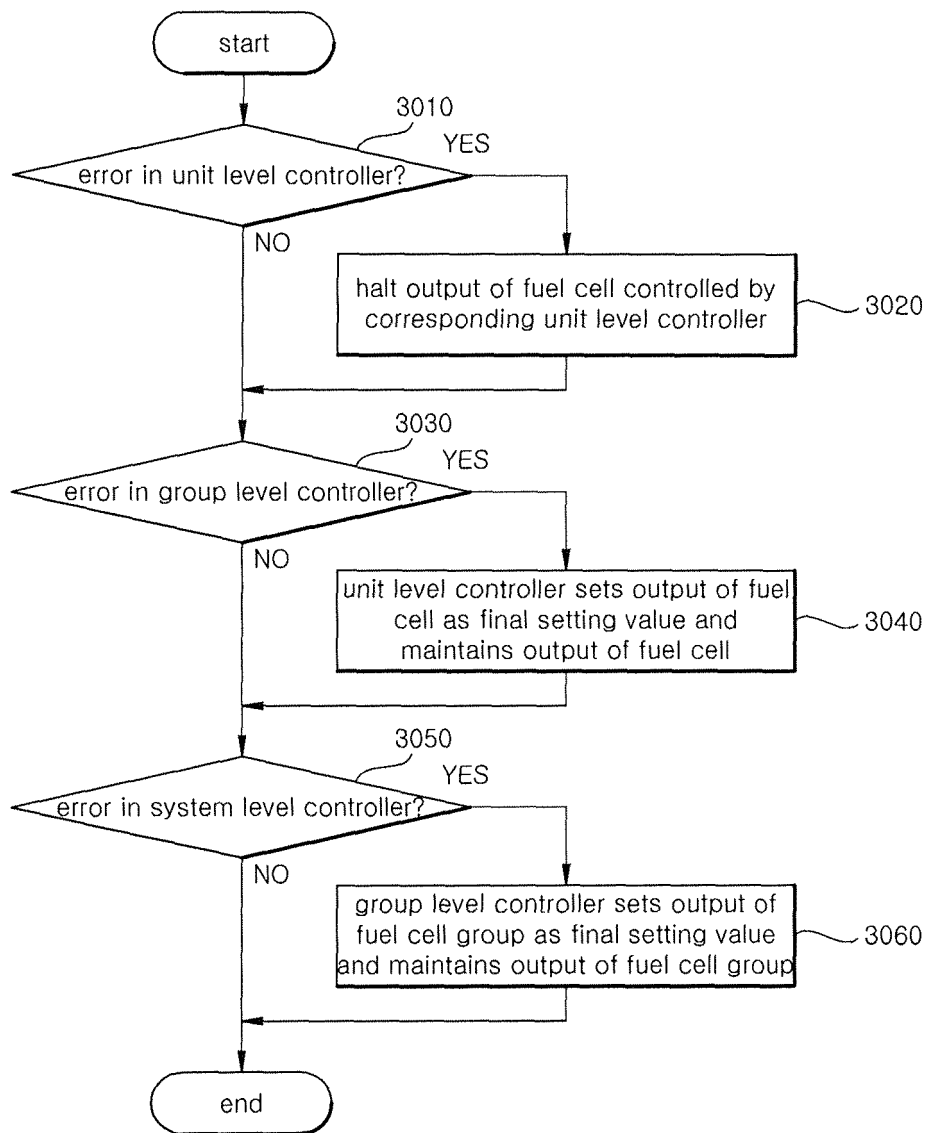 start
3010
YES
error in unit level controller?
NO
halt output of fuel cell controlled by
corresponding unit level controller
3020
3030
YES
error in group level controller?
NO
unit level controller sets output of fuel
cell as final setting value and
maintains output of fuel cell
3040
3050
YES
error in system level controller?
NO
group level controller sets output of
fuel cell group as final setting value
and maintains output of fuel cell group
3060
end